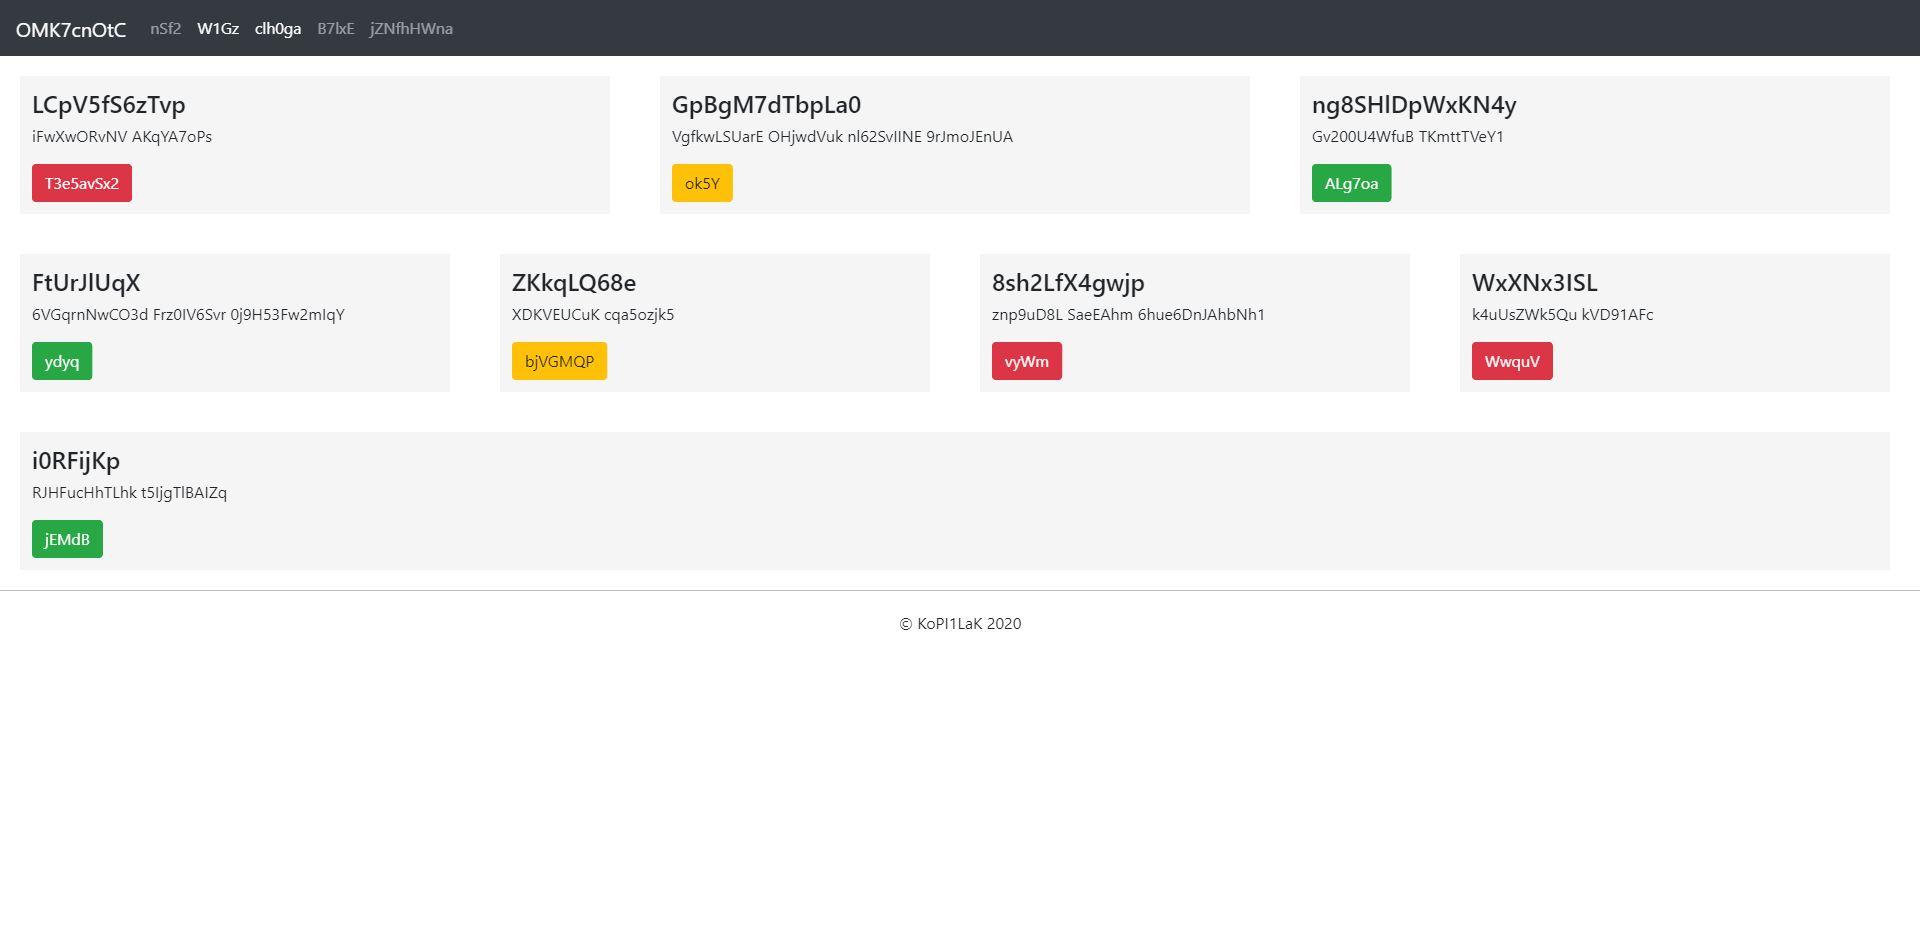 OMK7cnOtC nSf2 W1Gz clh0ga B7lxE jZNfhHWna
LCpV5fS6zTvp
iFwXwORvNV AKqYA7oPs
T3e5avSx2
GpBgM7dTbpLa0
VgfkwLSUarE OHjwdVuk nl62SvIINE 9rJmoJEnUA
ok5Y
ng8SHlDpWxKN4y
Gv200U4WfuB TKmttTVeY1
ALg7oa
FtUrJlUqX
6VGqrnNwCO3d Frz0IV6Svr 0j9H53Fw2mIqY
ydyq
ZKkqLQ68e
XDKVEUCuK cqa5ozjk5
bjVGMQP
8sh2LfX4gwjp
znp9uD8L SaeEAhm 6hue6DnJAhbNh1
vyWm
WxXNx3ISL
k4uUsZWk5Qu kVD91AFc
WwquV
i0RFijKp
RJHFucHhTLhk t5IjgTlBAIZq
jEMdB
© KoPI1LaK 2020